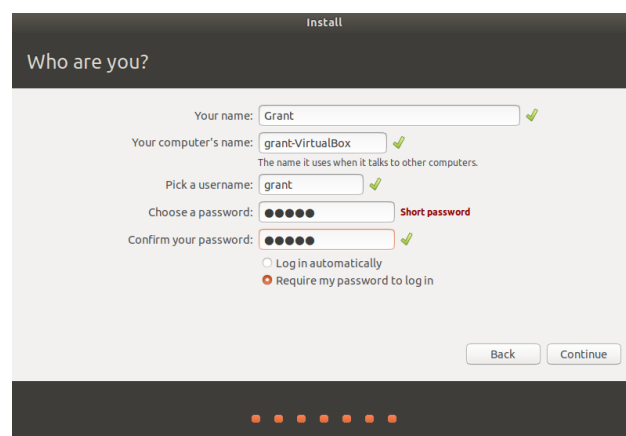 Install
Who are you?
Your name: Grant
Your computer's name: grant-VirtualBox
The name it uses when it talks to other computers.
Pick a username: grant
Choose a password: ●●●●● Short password
Confirm your password: ●●●●●
Log in automatically
Require my password to log in
Back Continue